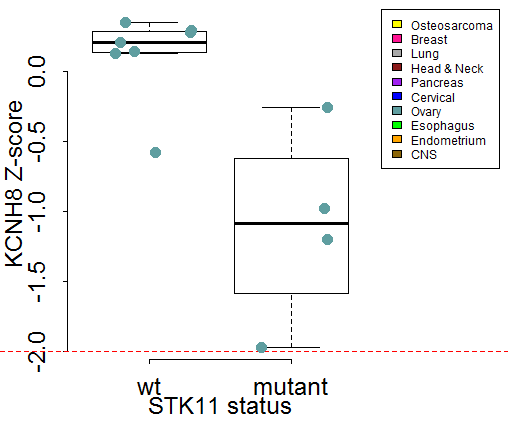 Osteosarcoma
Breast
Lung
Head & Neck
Pancreas
Cervical
Ovary
Esophagus
Endometrium
CNS
KCNH8 Z-score
0.0
-0.5
-1.0
-1.5
-2.0
wt mutant
STK11 status